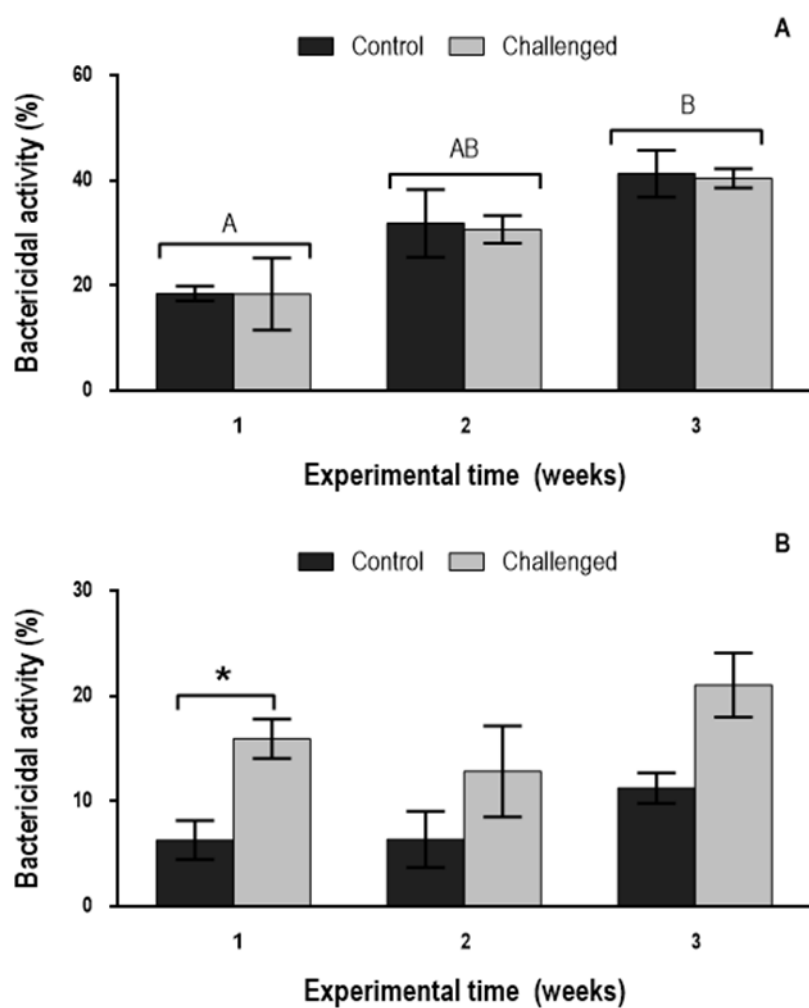 A
Control Challenged
60
40
20
0
Bactericidal activity (%)
A
AB
B
1 2 3
Experimental time (weeks)
B
Control Challenged
30
20
10
0
Bactericidal activity (%)
*
1 2 3
Experimental time (weeks)